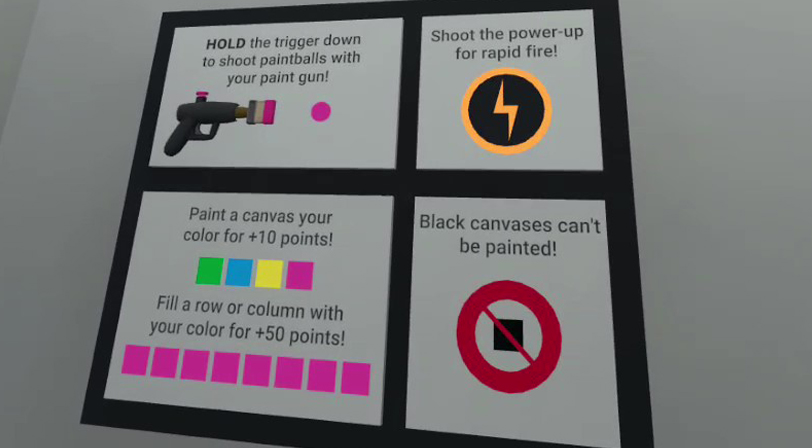 HOLD the trigger down
to shoot paintballs with
your paint gun!
Shoot the power-up
for rapid fire!
Paint a canvas your
color for +10 points!
Fill a row or column with
your color for +50 points!
Black canvases can't
be painted!